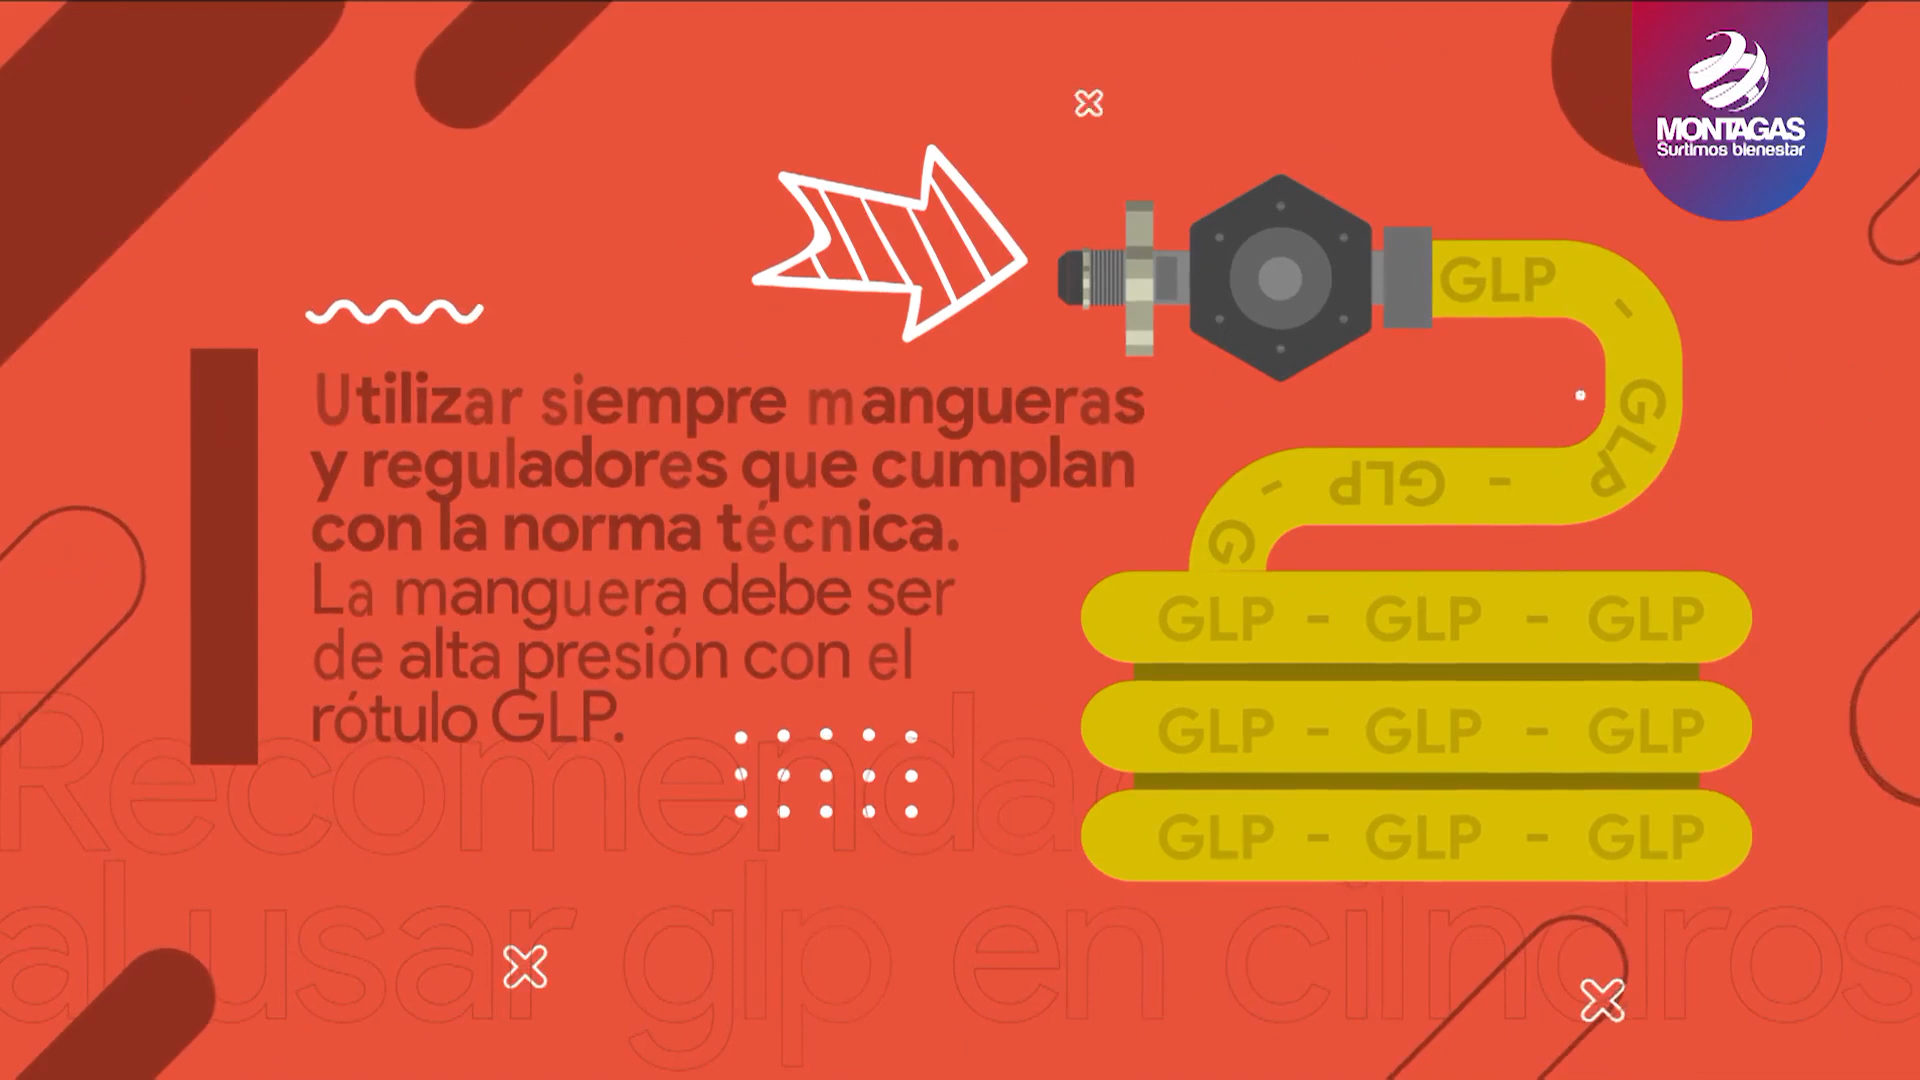 MONTAGAS
Surtimos bienestar
Utilizar siempre mangueras
y reguladores que cumplan
con la norma técnica.
La manguera debe ser
de alta presión con el
rótulo GLP.
GLP -
GLP
- GLP -
G
GLP - GLP - GLP
GLP - GLP - GLP
GLP - GLP - GLP
Recomenda
al usar glp en cilindros